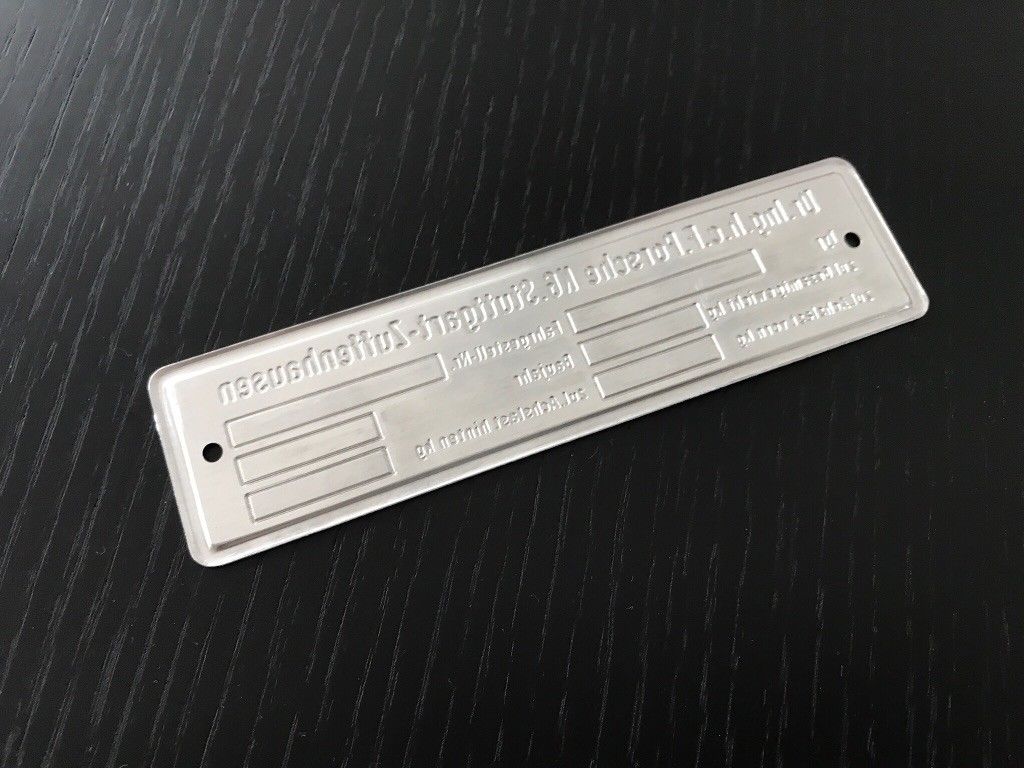 Dr.Ing.h.c.F. Porsche KG. Stuttgart-Zuffenhausen
Typ Fahrgestell-Nr.
zul Gesamtgewicht kg Baujahr
zul Achslast vorn kg zul Achslast hinten kg